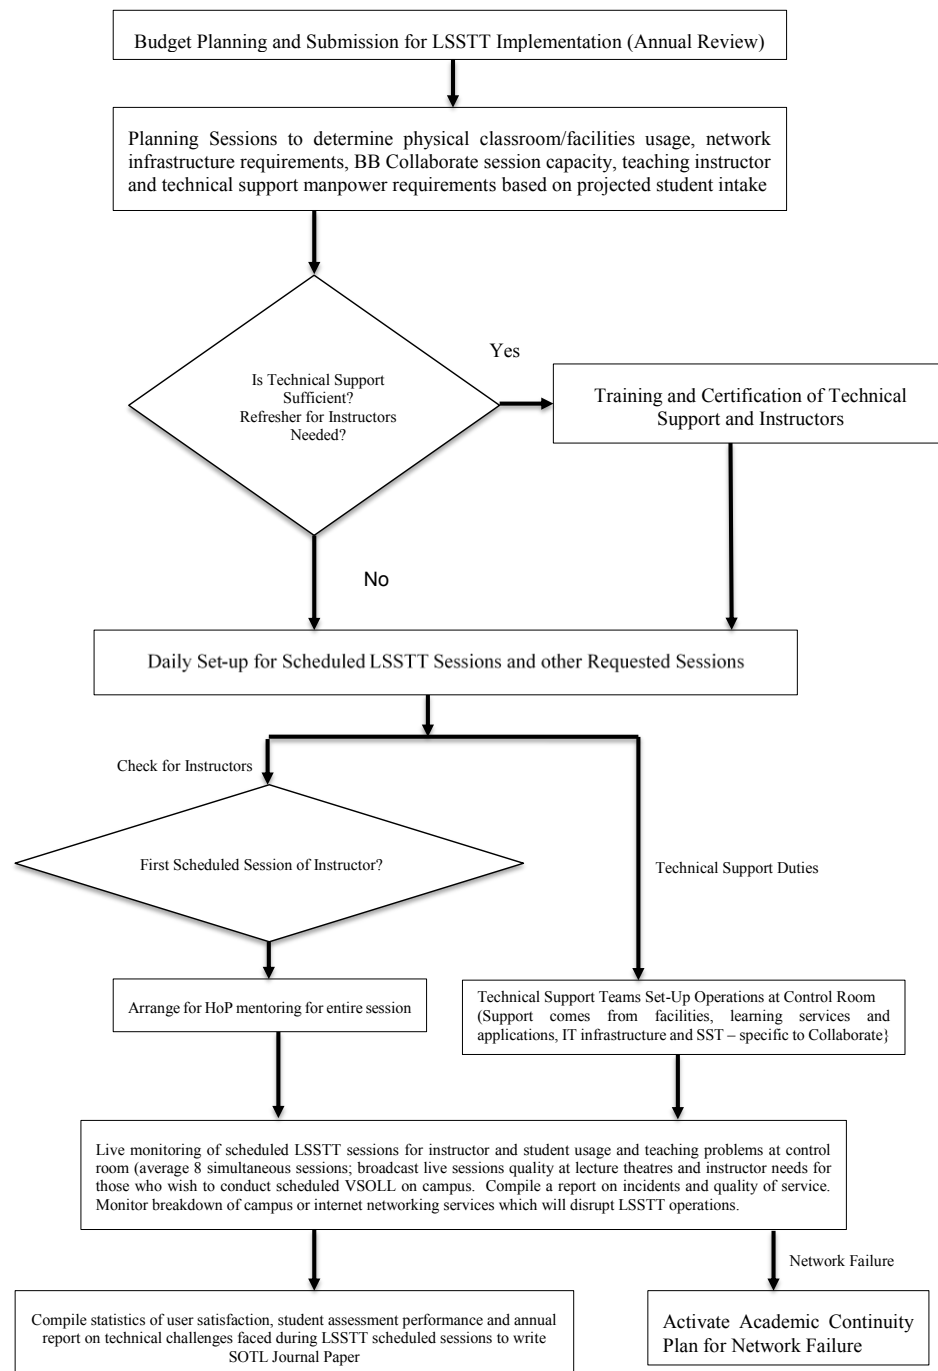 Budget Planning and Submission for LSSTT Implementation (Annual Review)
Planning Sessions to determine physical classroom/facilities usage, network
infrastructure requirements, BB Collaborate session capacity, teaching instructor
and technical support manpower requirements based on projected student intake
Is Technical Support
Sufficient?
Refresher for Instructors
Needed?
Yes
Training and Certification of Technical
Support and Instructors
No
Daily Set-up for Scheduled LSSTT Sessions and other Requested Sessions
Check for Instructors
First Scheduled Session of Instructor?
Technical Support Duties
Arrange for HoP mentoring for entire session
Technical Support Teams Set-Up Operations at Control Room
(Support comes from facilities, learning services and
applications, IT infrastructure and SST – specific to Collaborate}
Live monitoring of scheduled LSSTT sessions for instructor and student usage and teaching problems at control
room (average 8 simultaneous sessions; broadcast live sessions quality at lecture theatres and instructor needs for
those who wish to conduct scheduled VSOLL on campus. Compile a report on incidents and quality of service.
Monitor breakdown of campus or internet networking services which will disrupt LSSTT operations.
Network Failure
Compile statistics of user satisfaction, student assessment performance and annual
report on technical challenges faced during LSSTT scheduled sessions to write
SOTL Journal Paper
Activate Academic Continuity
Plan for Network Failure